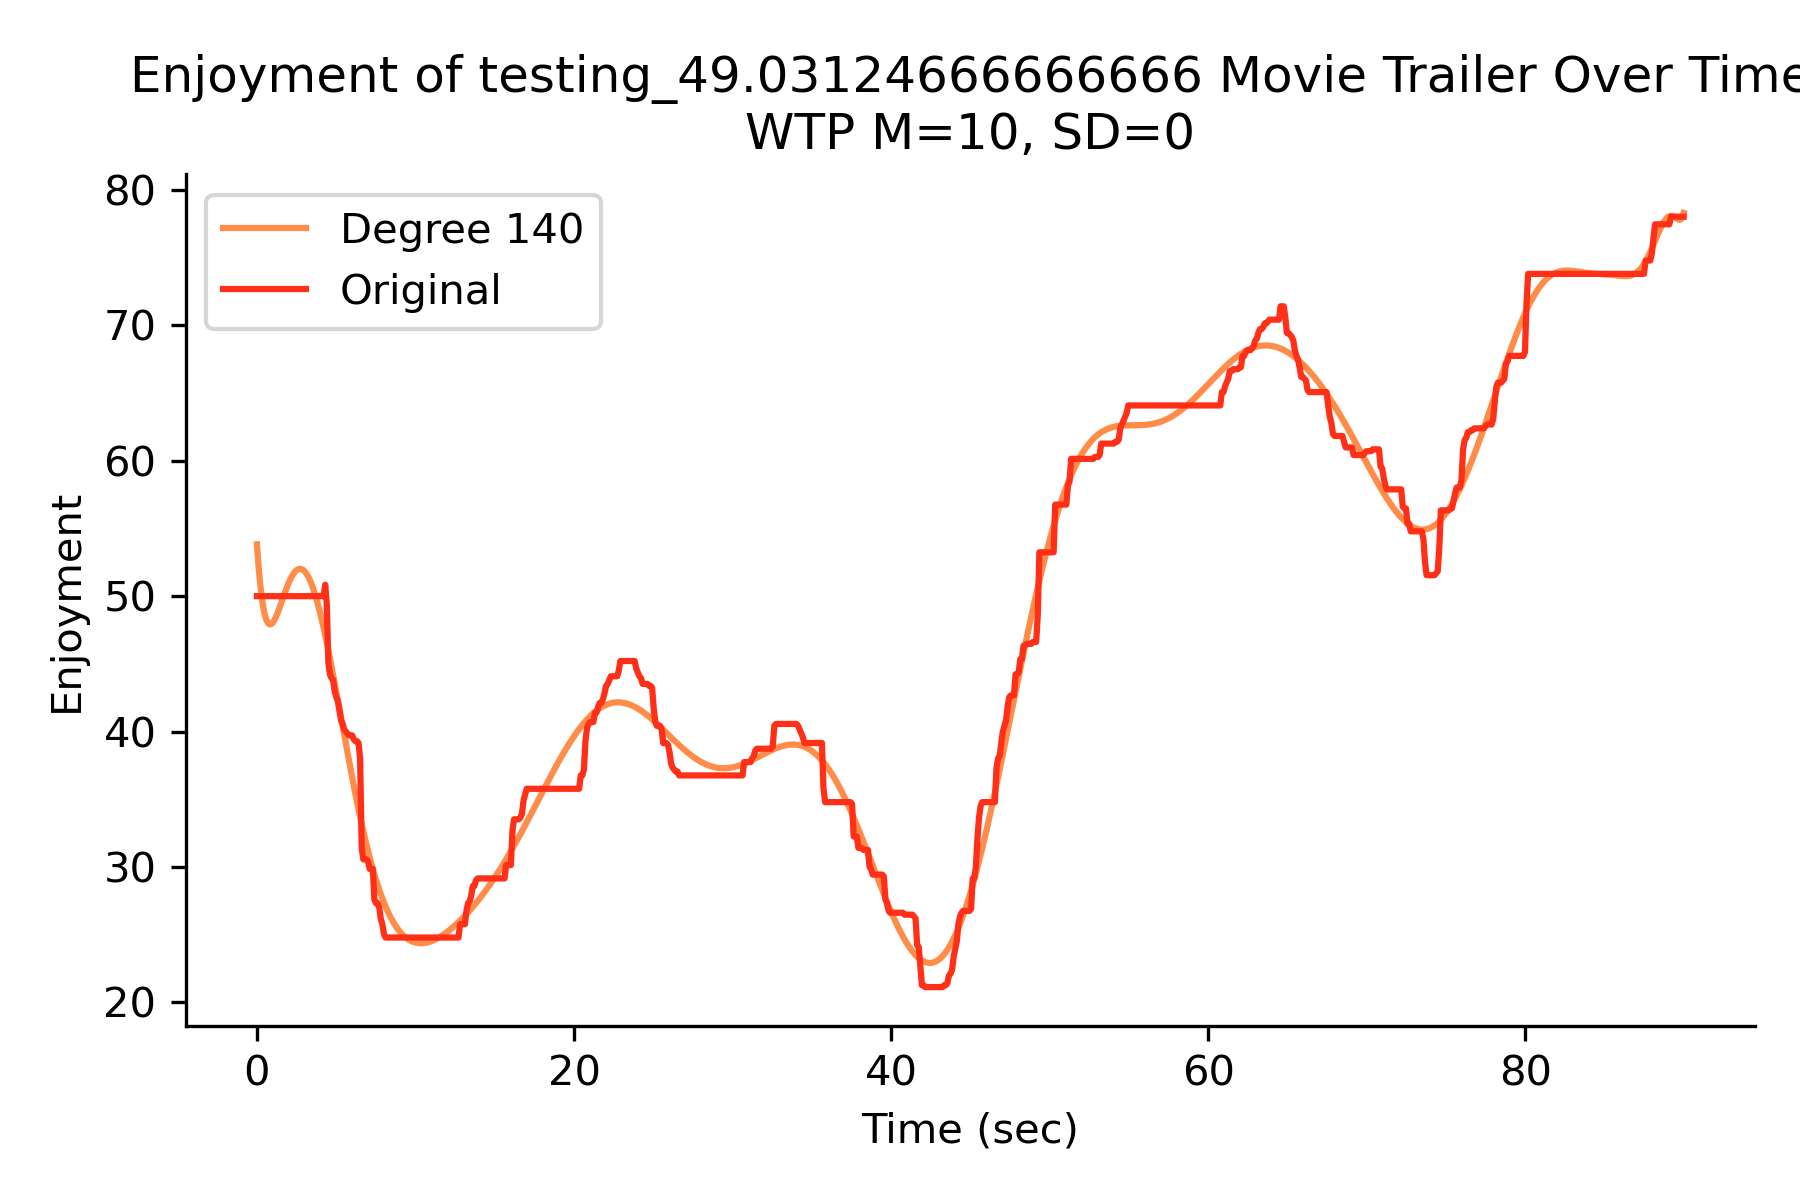 Enjoyment of testing_49.03124666666666 Movie Trailer Over Time
WTP M=10, SD=0
80
70
60
50
40
30
20
Enjoyment
Degree 140
Original
0
20
40
60
80
Time (sec)